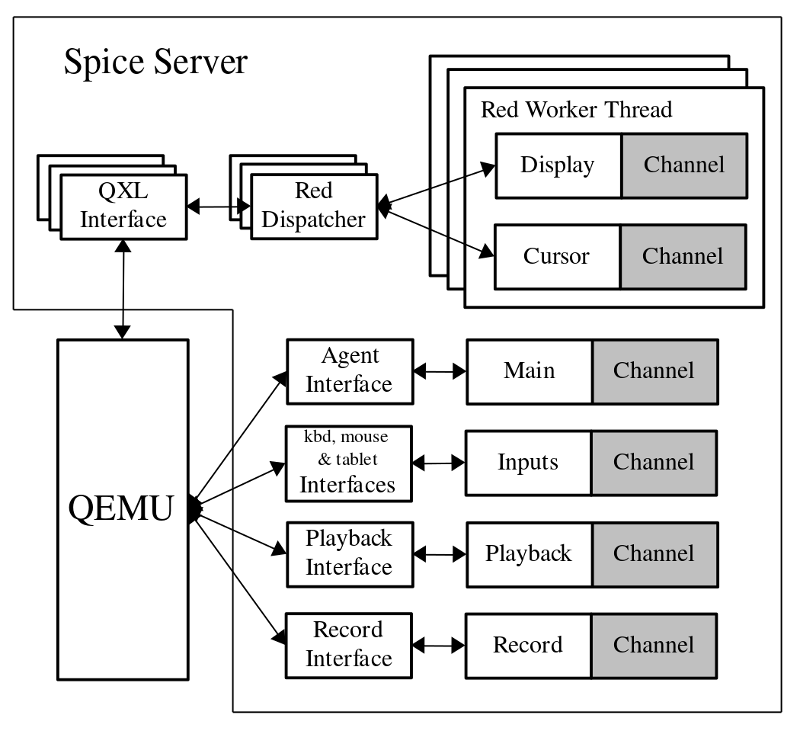 Spice Server
Red Worker Thread
QXL
Interface
Red
Dispatcher
Display
Channel
Cursor
Channel
QEMU
Agent
Interface
Main
Channel
kbd, mouse
& tablet
Interfaces
Inputs
Channel
Playback
Interface
Playback
Channel
Record
Interface
Record
Channel